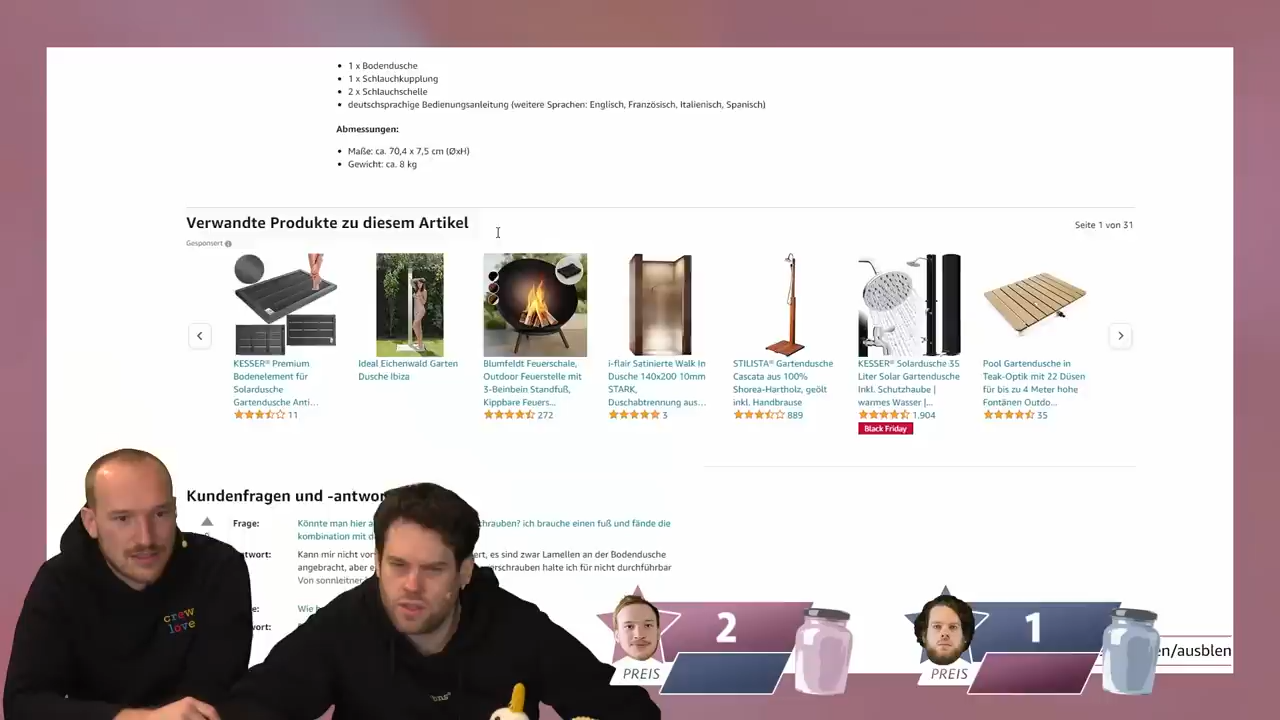 1 x Bodendusche
1 x Schlauchkupplung
2 x Schlauchschelle
deutschsprachige Bedienungsanleitung (weitere Sprachen: Englisch, Französisch, Italienisch, Spanisch)
Abmessungen:
Maße: ca. 70,4 x 7,5 cm (ØxH)
Gewicht: ca. 8 kg
Verwandte Produkte zu diesem Artikel
Seite 1 von 31
Gesponsert
KESSER® Premium
Bodenelement für
Solardusche
Gartendusche Anti...
11
Ideal Eichenwald Garten
Dusche Ibiza
Blumfeldt Feuerschale,
Outdoor Feuerstelle mit
3-Beinbein Standfuß,
Kippbare Feuers...
272
i-flair Satinierte Walk In
Dusche 140x200 10mm
STARK,
Duschabtrennung aus...
3
STILISTA® Gartendusche
Cascata aus 100%
Shorea-Hartholz, geölt
inkl. Handbrause
889
KESSER® Solardusche 35
Liter Solar Gartendusche
Inkl. Schutzhaube |
warmes Wasser |...
1,904
Black Friday
Pool Gartendusche in
Teak-Optik mit 22 Düsen
für bis zu 4 Meter hohe
Fontänen Outdo...
35
Kundenfragen und -antwor
Frage:
Könnte man hier a
chrauben? ich brauche einen fuß und fände die
kombination mit d
ntwort:
Kann mir nicht vor
ert, es sind zwar Lamellen an der Bodendusche
angebracht, aber e
verschrauben halte ich für nicht durchführbar
Von sonnleitner
e:
Wie b
wort:
crew
love
2
PREIS
1
PREIS
en/ausblen